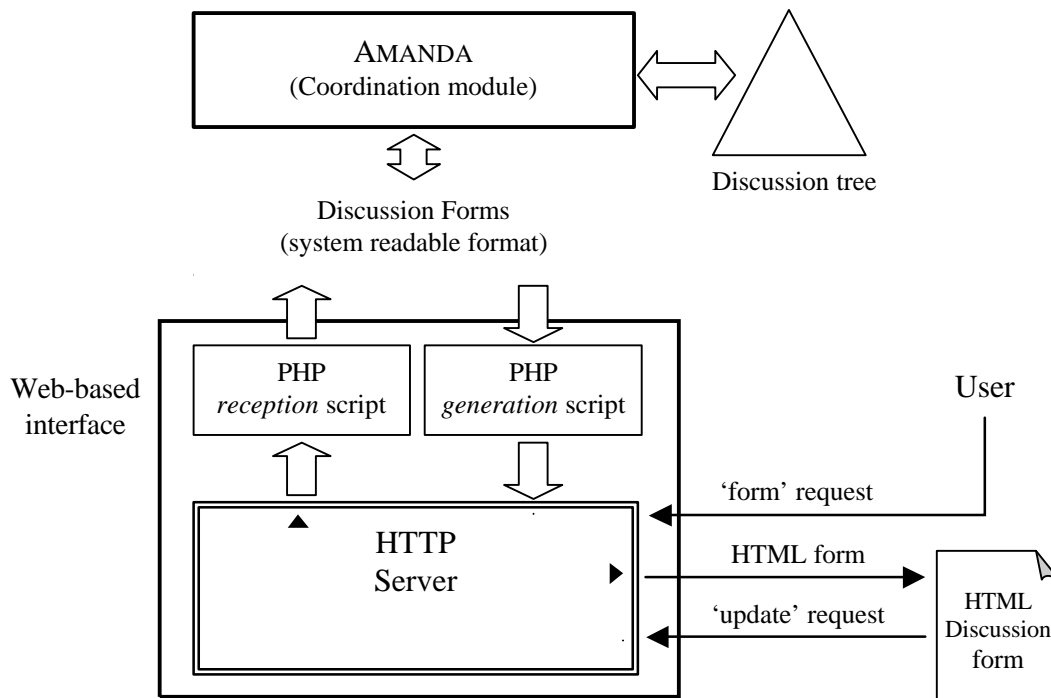 AMANDA
(Coordination module)
Discussion tree
Discussion Forms
(system readable format)
Web-based
interface
PHP
reception script
PHP
generation script
User
‘form’ request
HTTP
Server
HTML form
‘update’ request
HTML
Discussion
form